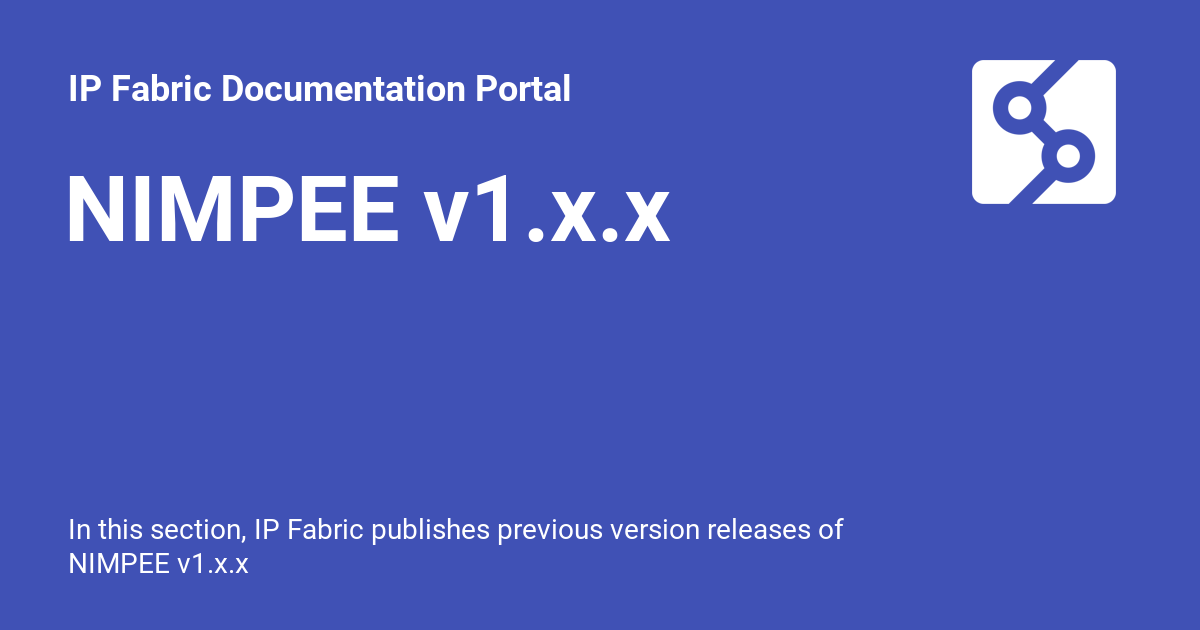 IP Fabric Documentation Portal
NIMPEE v1.x.x
In this section, IP Fabric publishes previous version releases of
NIMPEE v1.x.x